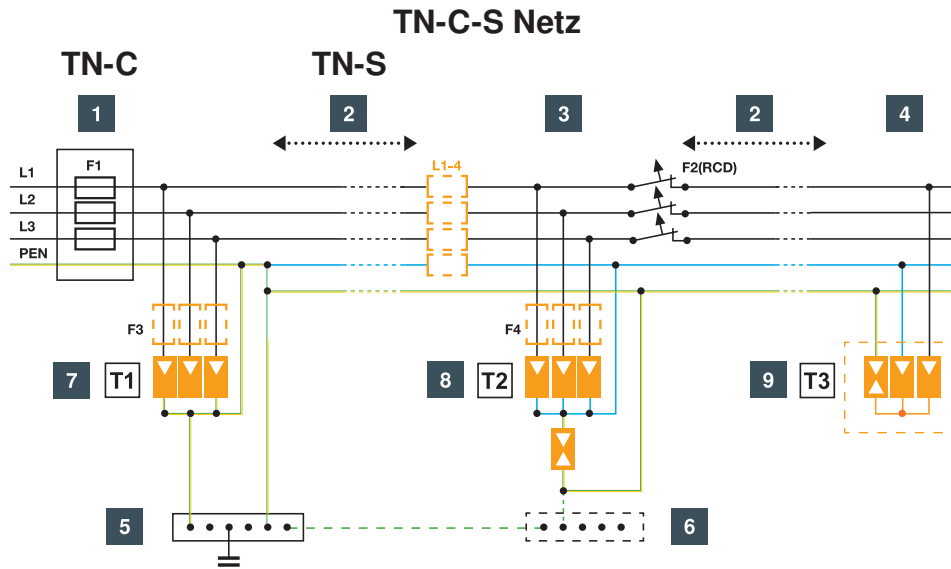 TN-C-S Netz
TN-C
TN-S
1
2
3
2
4
L1
F1
L1-4
F2(RCD)
L2
L3
PEN
F3
F4
7
T1
8
T2
9
T3
5
6